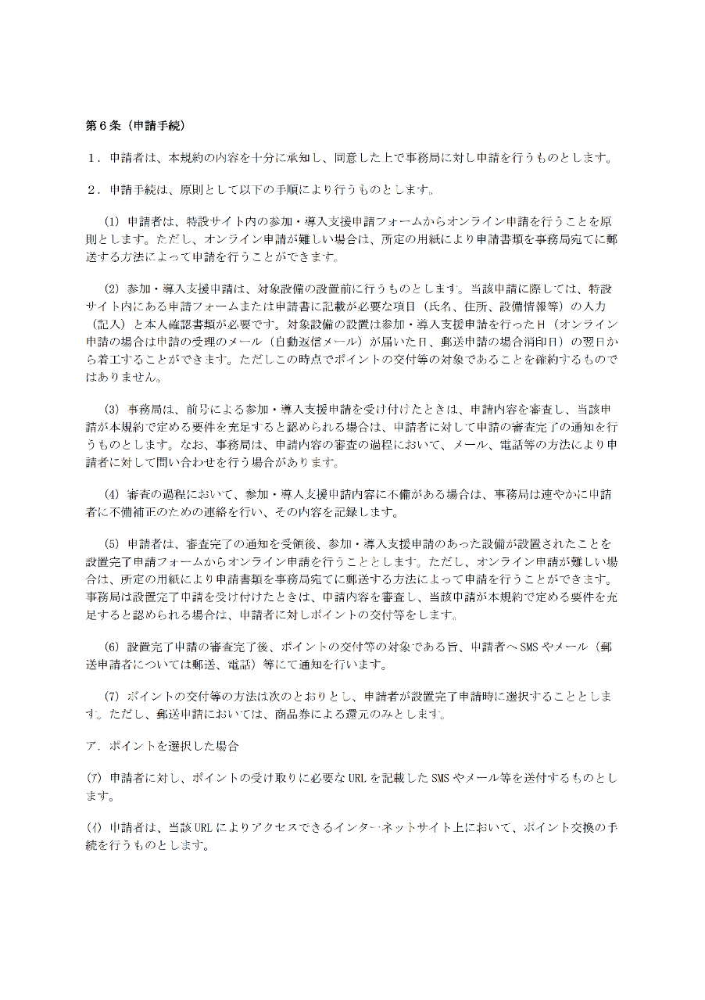 第６条（申請手続）
１．申請者は、本規約の内容を十分に承知し、同意した上で事務局に対し申請を行うものとします。
２．申請手続は、原則として以下の手順により行うものとします。
(1) 申請者は、特設サイト内の参加・導入支援申請フォームからオンライン申請を行うことを原
則とします。ただし、オンライン申請が難しい場合は、所定の用紙により申請書類を事務局宛てに郵
送する方法によって申請を行うことができます。
(2) 参加・導入支援申請は、対象設備の設置前に行うものとします。当該申請に際しては、特設
サイト内にある申請フォームまたは申請書に記載が必要な項目（氏名、住所、設備情報等）の入力
（記入）と本人確認書類が必要です。対象設備の設置は参加・導入支援申請を行った日（オンライン
申請の場合は申請の受理のメール（自動返信メール）が届いた日、郵送申請の場合消印日）の翌日か
ら着工することができます。ただしこの時点でポイントの交付等の対象であることを確約するもので
はありません。
(3) 事務局は、前号による参加・導入支援申請を受け付けたときは、申請内容を審査し、当該申
請が本規約で定める要件を充足すると認められる場合は、申請者に対して申請の審査完了の通知を行
うものとします。なお、事務局は、申請内容の審査の過程において、メール、電話等の方法により申
請者に対して問い合わせを行う場合があります。
(4) 審査の過程において、参加・導入支援申請内容に不備がある場合は、事務局は速やかに申請
者に不備補正のための連絡を行い、その内容を記録します。
(5) 申請者は、審査完了の通知を受領後、参加・導入支援申請のあった設備が設置されたことを
設置完了申請フォームからオンライン申請を行うこととします。ただし、オンライン申請が難しい場
合は、所定の用紙により申請書類を事務局宛てに郵送する方法によって申請を行うことができます。
事務局は設置完了申請を受け付けたときは、申請内容を審査し、当該申請が本規約で定める要件を充
足すると認められる場合は、申請者に対しポイントの交付等をします。
(6) 設置完了申請の審査完了後、ポイントの交付等の対象である旨、申請者へ SMS やメール（郵
送申請者については郵送、電話）等にて通知を行います。
(7) ポイントの交付等の方法は次のとおりとし、申請者が設置完了申請時に選択することとしま
す。ただし、郵送申請においては、商品券による還元のみとします。
ア．ポイントを選択した場合
(ｱ) 申請者に対し、ポイントの受け取りに必要な URL を記載した SMS やメール等を送付するものとし
ます。
(ｲ) 申請者は、当該 URL によりアクセスできるインターネットサイト上において、ポイント交換の手
続を行うものとします。